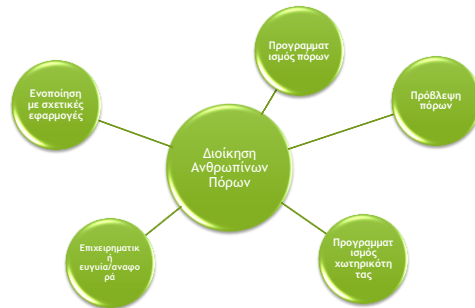 Προγραμματ
ισμός πόρων
Ενοποίηση
με σχετικές
εφαρμογές
Πρόβλεψη
πόρων
Διοίκηση
Ανθρωπίνων
Πόρων
Επιχειρηματικ
ή
ευγυία/αναφο
ρά
Προγραμματ
ισμός
χωτηρικότη
τας